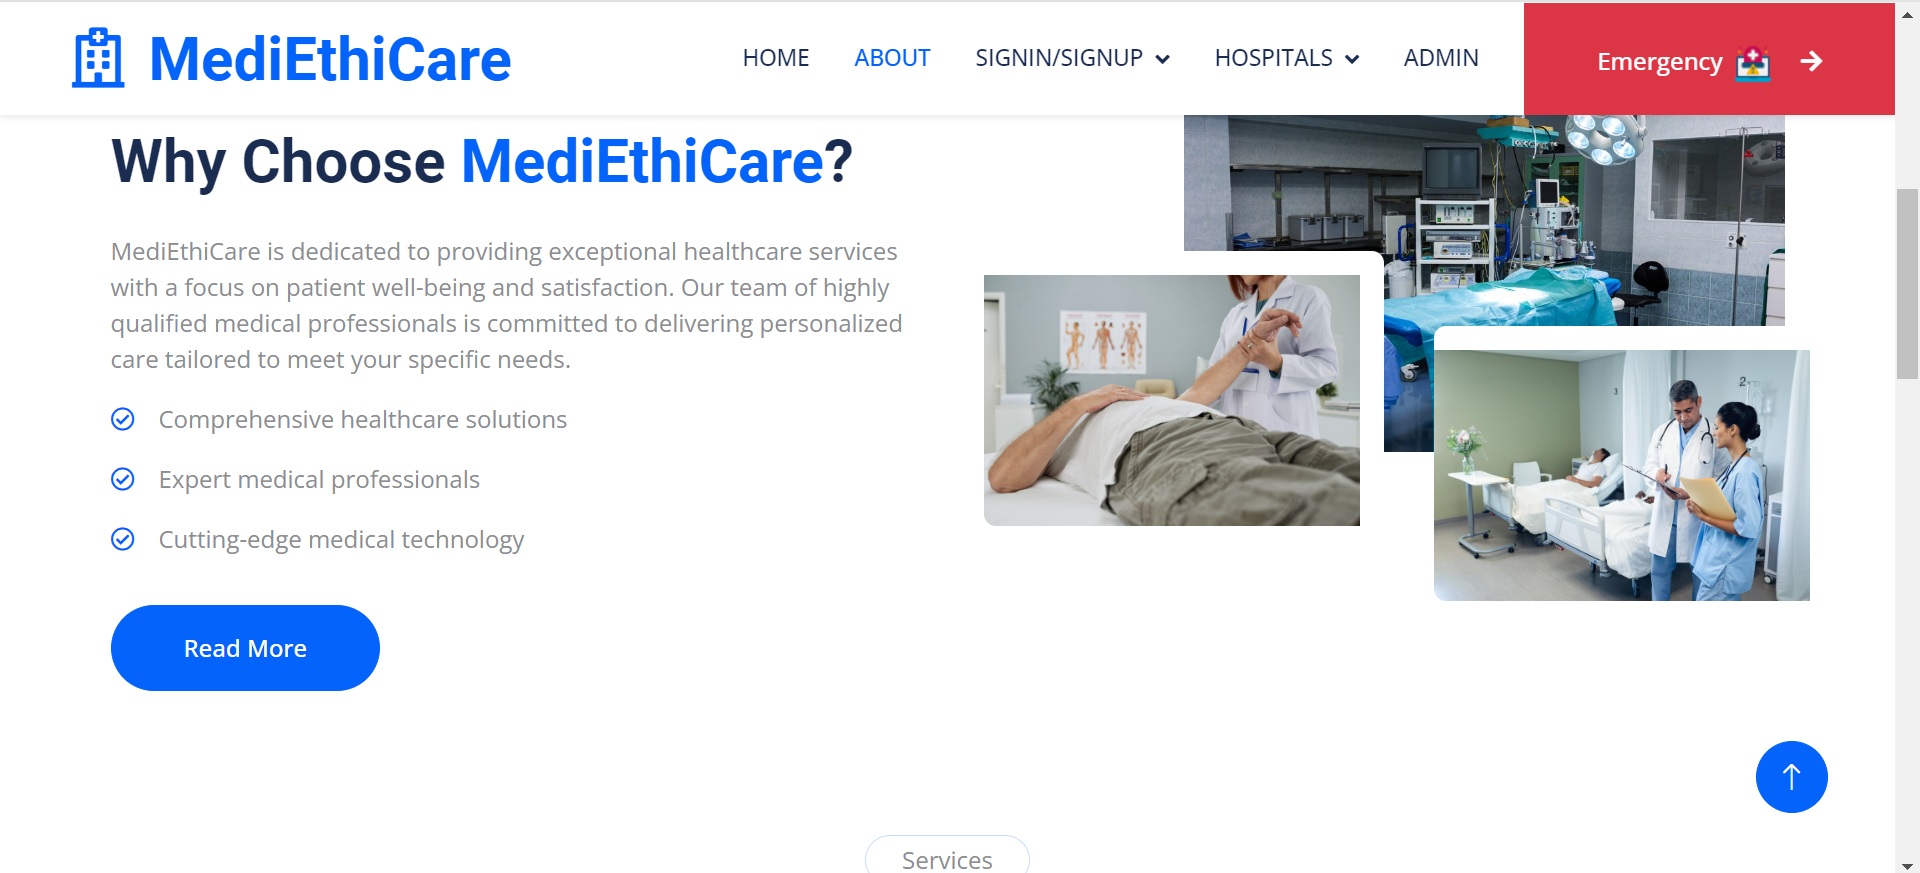 MediEthiCare
HOME ABOUT SIGNIN/SIGNUP HOSPITALS ADMIN
Emergency
Why Choose MediEthiCare?
MediEthiCare is dedicated to providing exceptional healthcare services
with a focus on patient well-being and satisfaction. Our team of highly
qualified medical professionals is committed to delivering personalized
care tailored to meet your specific needs.
Comprehensive healthcare solutions
Expert medical professionals
Cutting-edge medical technology
Read More
3
2
Services